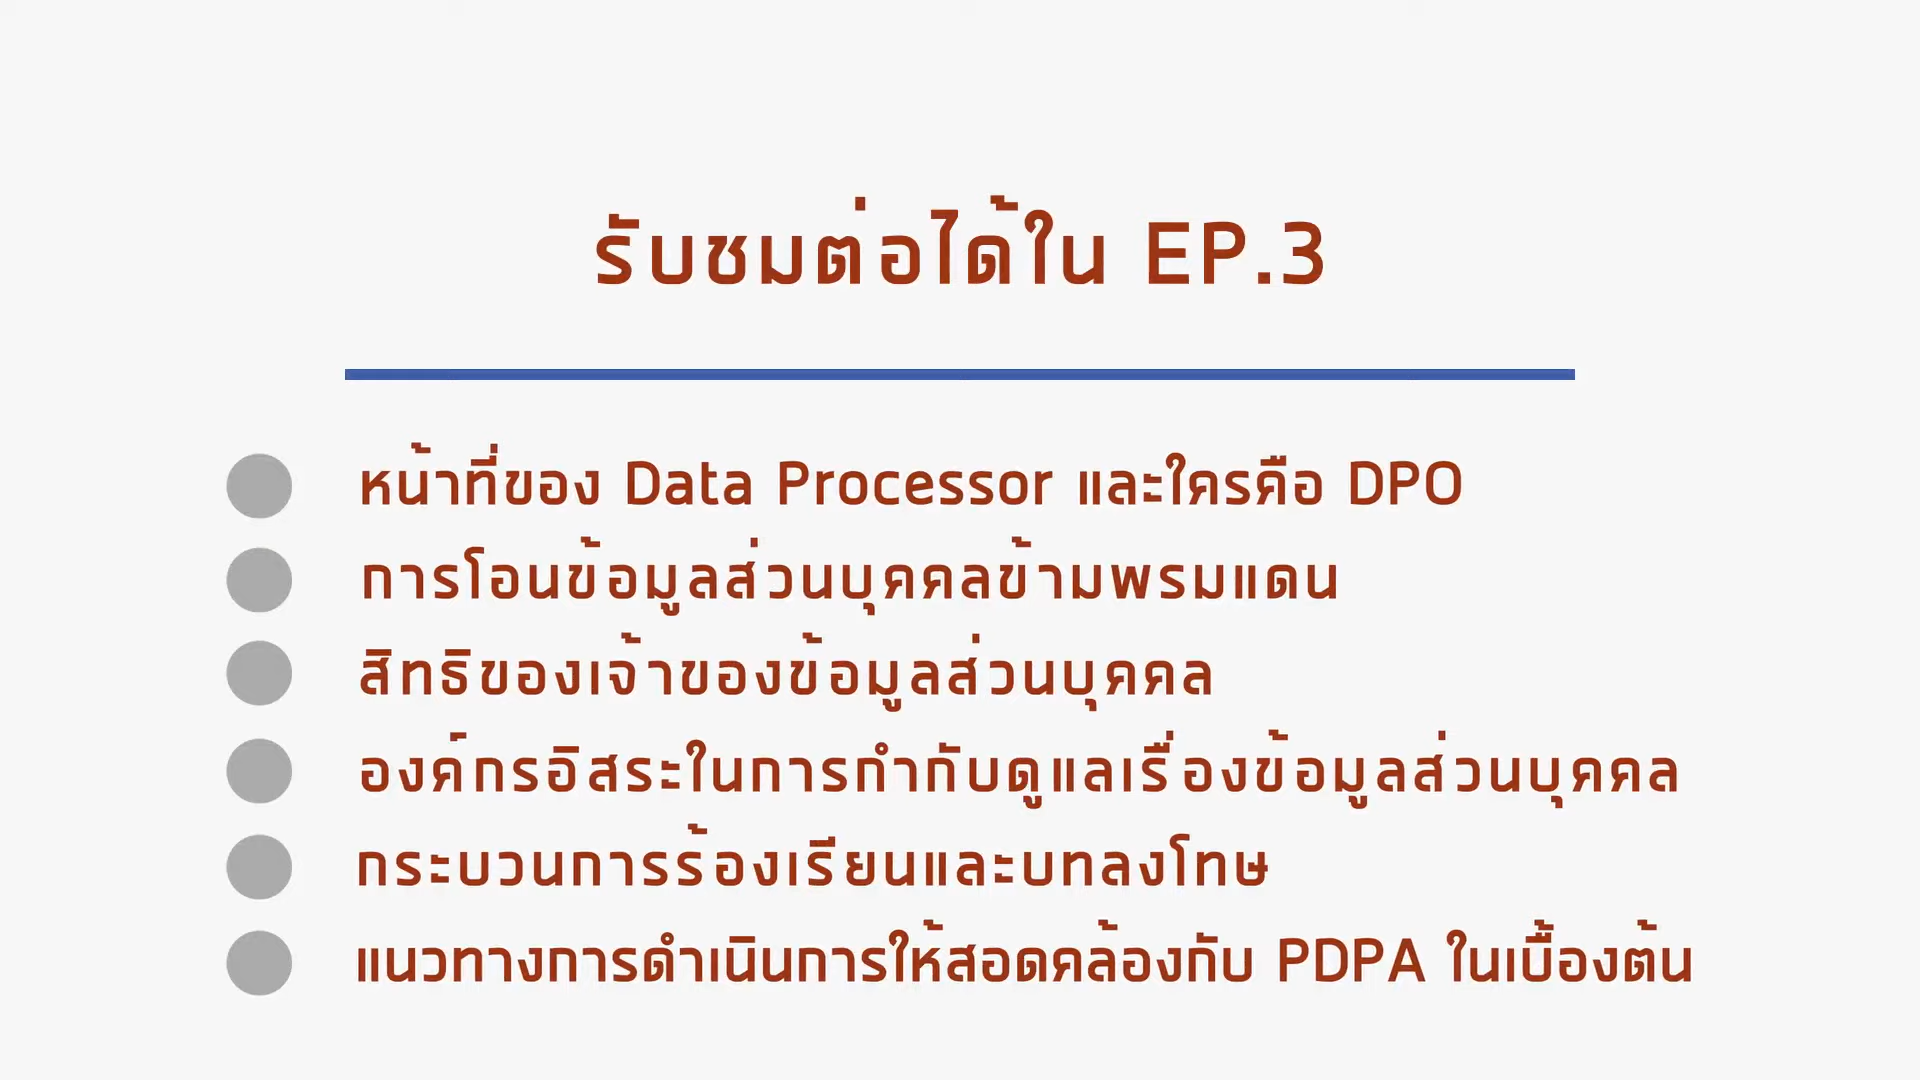 รับชมต่อได้ใน EP.3
หน้าที่ของ Data Processor และใครคือ DPO
การโอนข้อมูลส่วนบุคคลข้ามพรมแดน
สิทธิของเจ้าของข้อมูลส่วนบุคคล
องค์กรอิสระในการกำกับดูแลเรื่องข้อมูลส่วนบุคคล
กระบวนการร้องเรียนและบทลงโทษ
แนวทางการดำเนินการให้สอดคล้องกับ PDPA ในเบื้องต้น